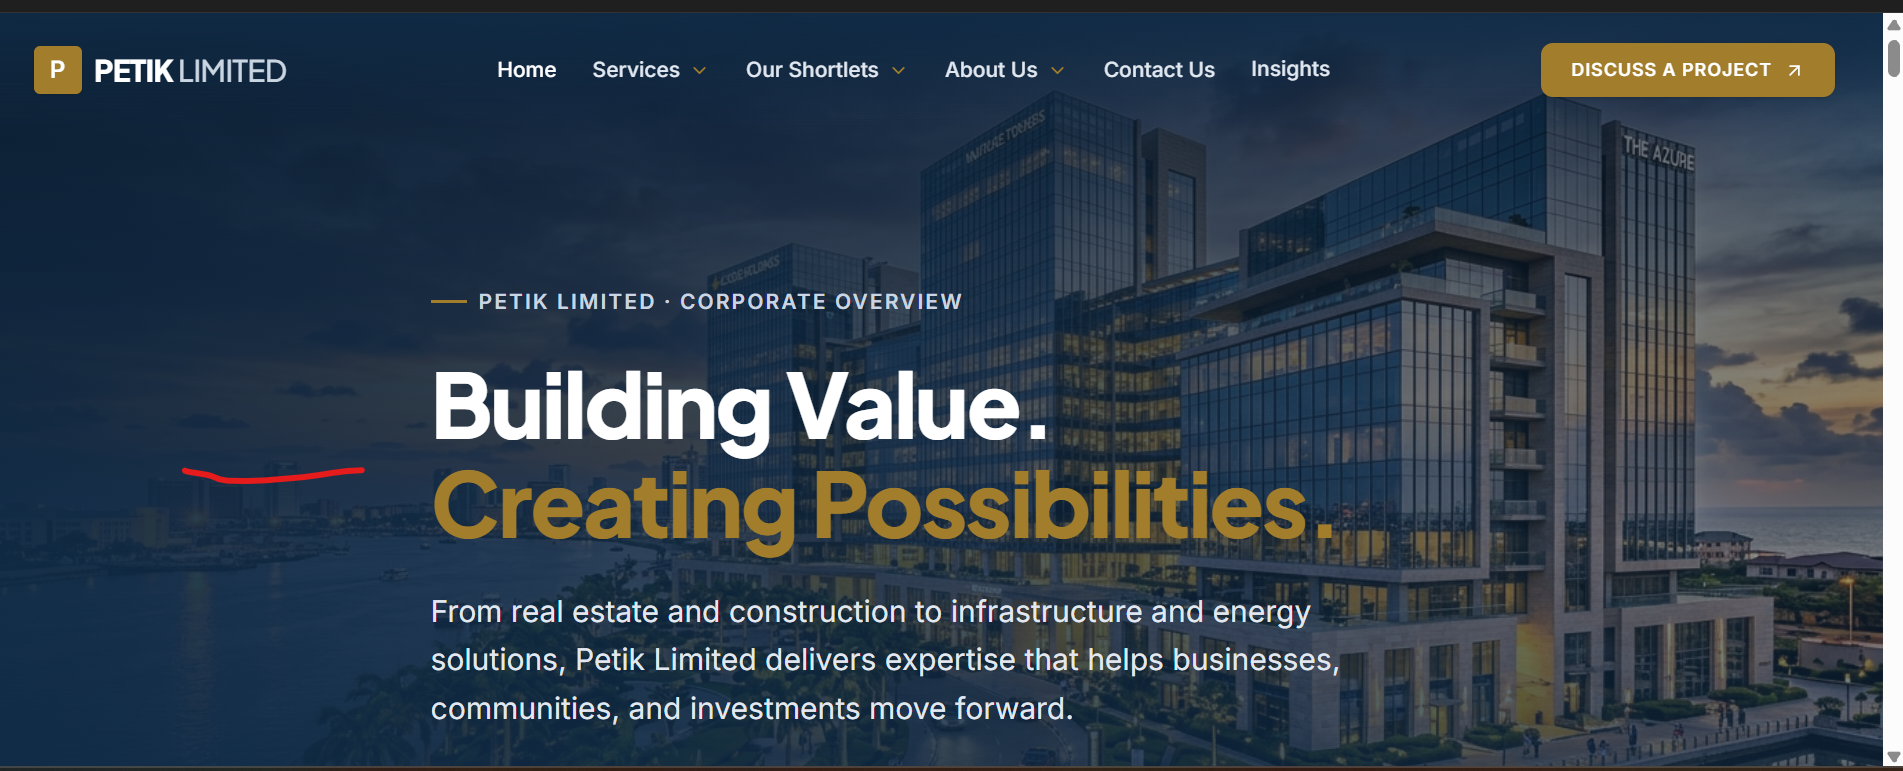 P PETIK LIMITED
Home Services Our Shortlets About Us Contact Us Insights
DISCUSS A PROJECT
THE AZURE
PETIK LIMITED · CORPORATE OVERVIEW
Building Value.
Creating Possibilities.
From real estate and construction to infrastructure and energy
solutions, Petik Limited delivers expertise that helps businesses,
communities, and investments move forward.